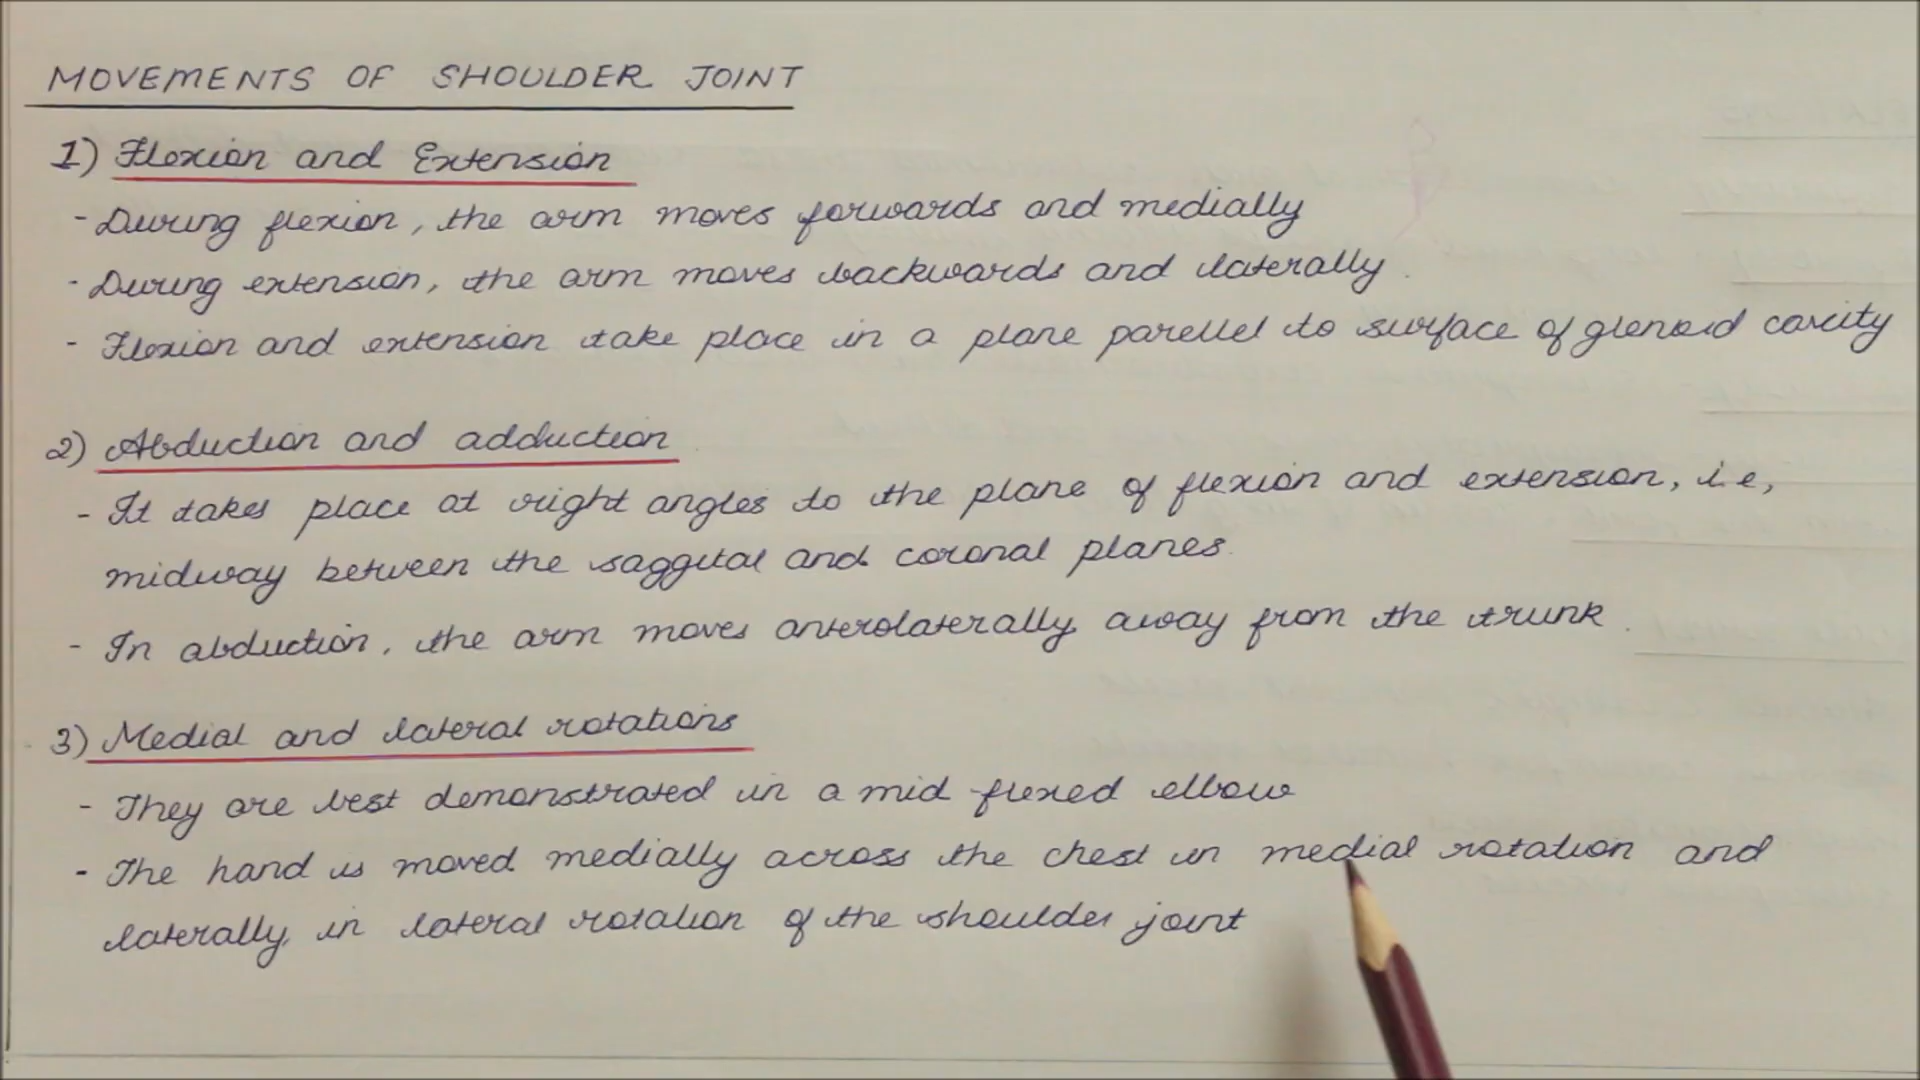 MOVEMENTS OF SHOULDER JOINT
1) Flexion and Extension
- During flexion, the arm moves forwards and medially
- During extension, the arm moves backwards and laterally.
- Flexion and extension take place in a plane parellel to surface of glenoid cavity
2) Abduction and adduction
- It takes place at right angles to the plane of flexion and extension, i.e,
midway between the saggital and coronal planes.
- In abduction, the arm moves anterolaterally away from the trunk.
3) Medial and lateral rotations
- They are best demonstrated in a mid flexed elbow
- The hand is moved medially across the chest in medial rotation and
laterally in lateral rotation of the shoulder joint